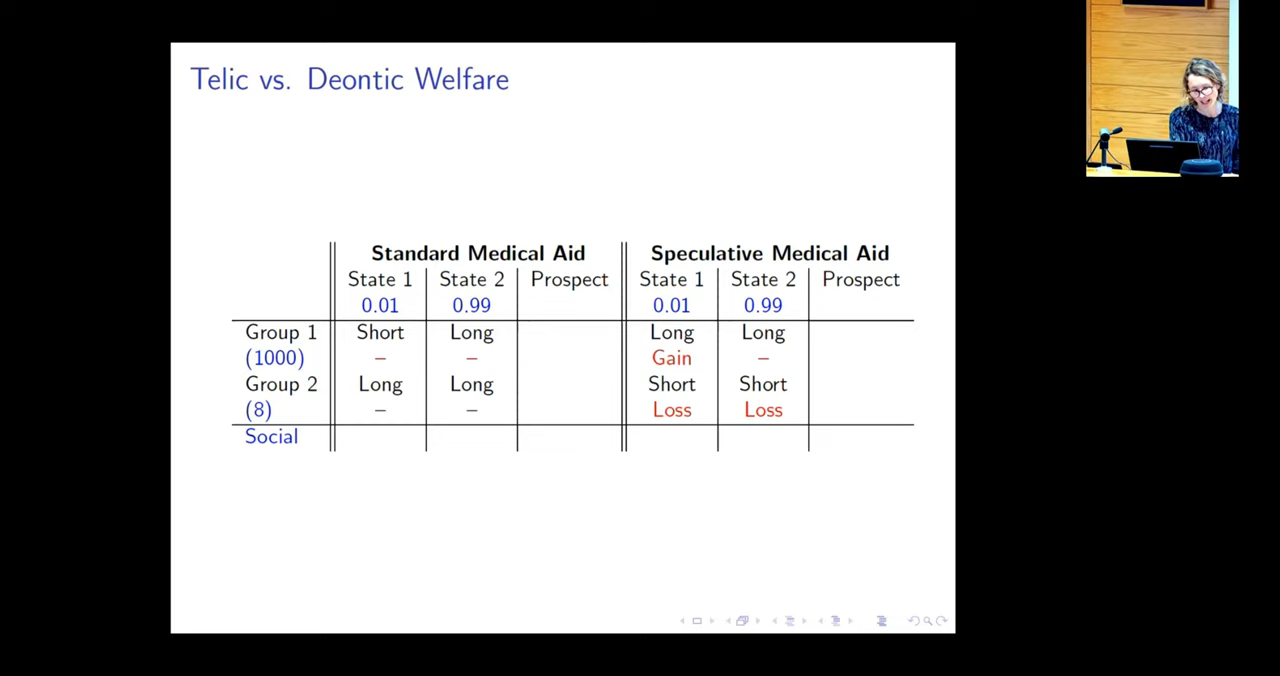 Telic vs. Deontic Welfare
Standard Medical Aid Speculative Medical Aid
State 1 State 2 Prospect State 1 State 2 Prospect
0.01 0.99 0.01 0.99
Group 1 Short Long Long Long
(1000) – – Gain –
Group 2 Long Long Short Short
(8) – – Loss Loss
Social